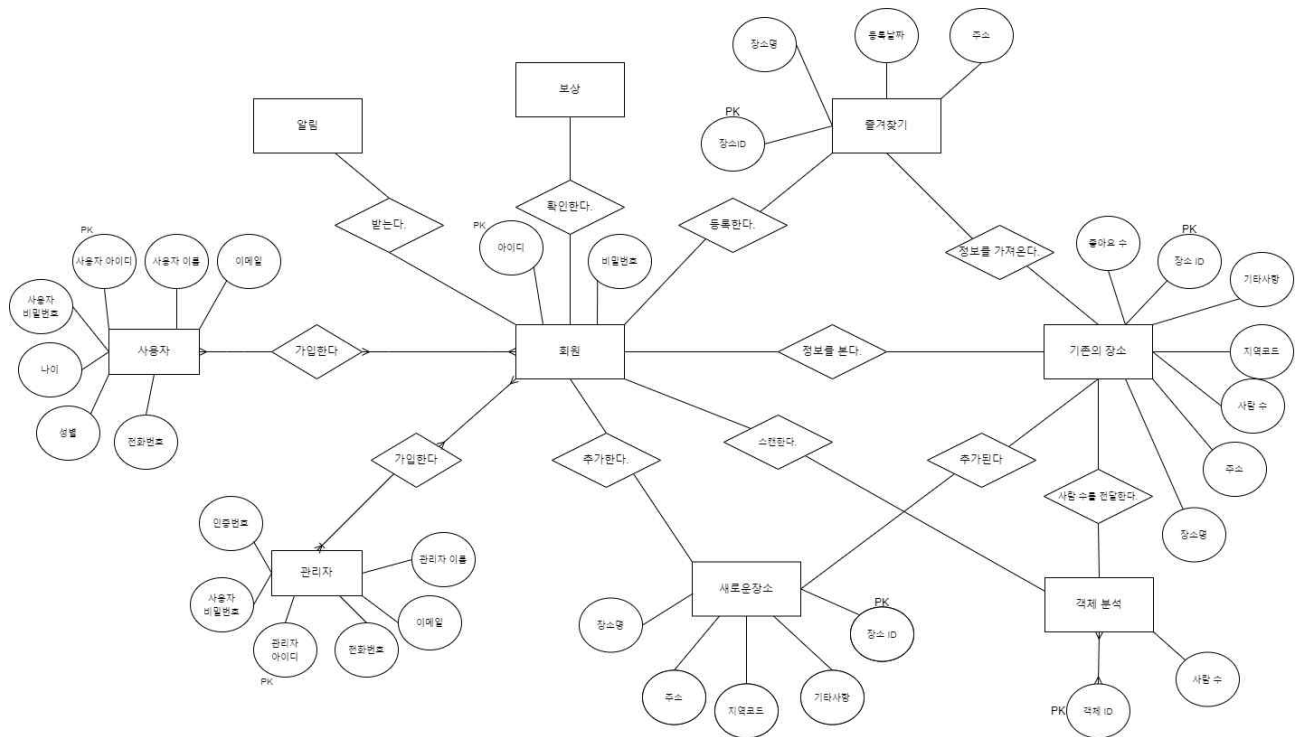 장소명
등록날짜
주소
보상
알림
PK
장소ID
즐겨찾기
받는다.
확인한다.
등록한다.
정보를 가져온다.
PK
아이디
비밀번호
좋아요 수
PK
장소 ID
기타사항
PK
사용자 아이디
사용자 이름
이메일
사용자
비밀번호
나이
성별
전화번호
사용자
가입한다
회원
정보를 본다.
기존의 장소
지역코드
사람 수
주소
장소명
가입한다
추가한다.
스캔한다.
추가된다
사람 수를 전달한다.
인증번호
관리자
관리자 이름
사용자
비밀번호
관리자
아이디
PK
전화번호
이메일
새로운장소
장소명
주소
지역코드
기타사항
PK
장소 ID
객체 분석
사람 수
PK
객체 ID